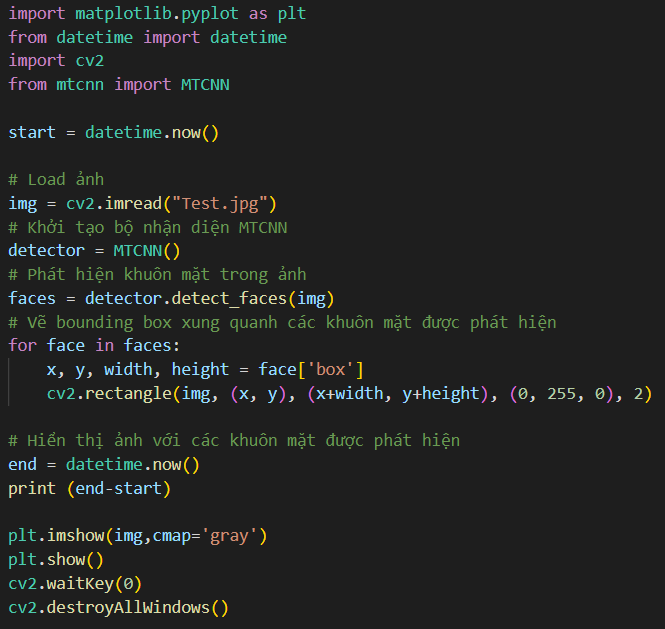 import matplotlib.pyplot as plt
from datetime import datetime
import cv2
from mtcnn import MTCNN

start = datetime.now()

# Load ảnh
img = cv2.imread("Test.jpg")
# Khởi tạo bộ nhận diện MTCNN
detector = MTCNN()
# Phát hiện khuôn mặt trong ảnh
faces = detector.detect_faces(img)
# Vẽ bounding box xung quanh các khuôn mặt được phát hiện
for face in faces:
    x, y, width, height = face['box']
    cv2.rectangle(img, (x, y), (x+width, y+height), (0, 255, 0), 2)

# Hiển thị ảnh với các khuôn mặt được phát hiện
end = datetime.now()
print (end-start)

plt.imshow(img,cmap='gray')
plt.show()
cv2.waitKey(0)
cv2.destroyAllWindows()